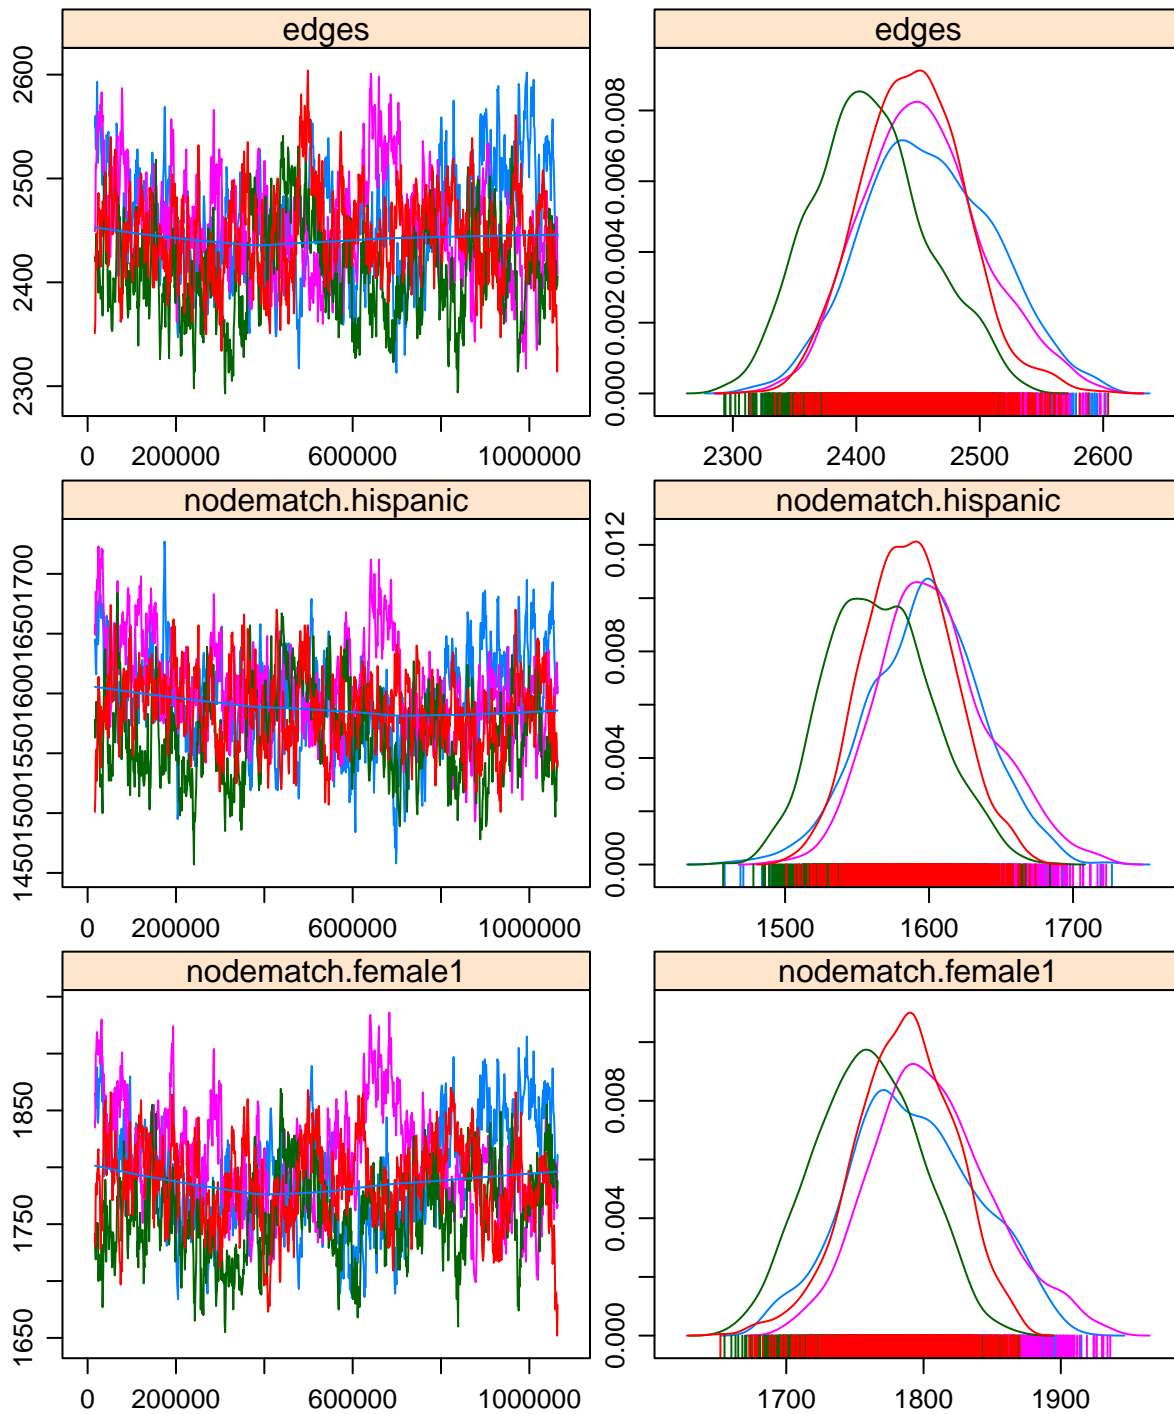 edges
2300 2400 2500 2600
0 200000 600000 1000000
edges
0.000 0.002 0.004 0.006 0.008
2300 2400 2500 2600
nodematch.hispanic
1450 1500 1550 1600 1650 1700
0 200000 600000 1000000
nodematch.hispanic
0.000 0.004 0.008 0.012
1500 1600 1700
nodematch.female1
1650 1750 1850
0 200000 600000 1000000
nodematch.female1
0.000 0.004 0.008
1700 1800 1900